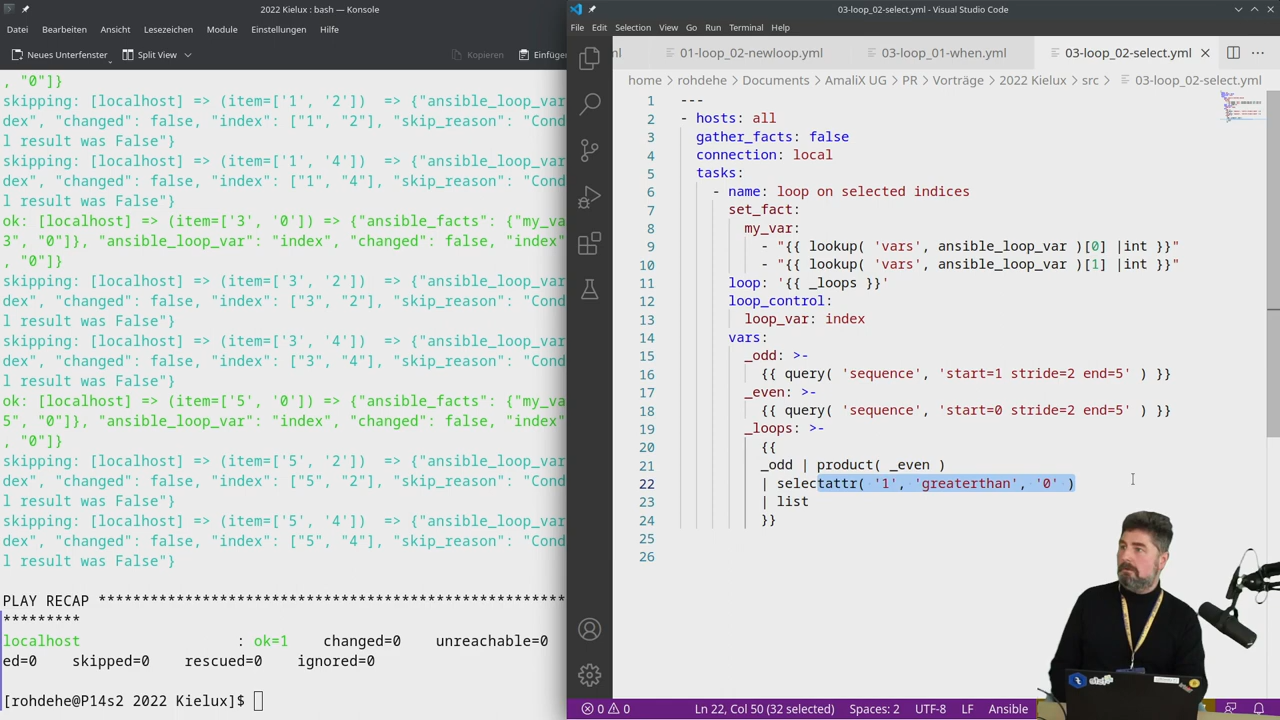 2022 Kielux : bash — Konsole
Datei Bearbeiten Ansicht Lesezeichen Module Einstellungen Hilfe
Neues Unterfenster Split View Kopieren Einfüge
, "0"]}
skipping: [localhost] => (item=['1', '2']) => {"ansible_loop_var
dex", "changed": false, "index": ["1", "2"], "skip_reason": "Cond
l result was False"}
skipping: [localhost] => (item=['1', '4']) => {"ansible_loop_var
dex", "changed": false, "index": ["1", "4"], "skip_reason": "Cond
l result was False"}
ok: [localhost] => (item=['3', '0']) => {"ansible_facts": {"my_va
3", "0"]}, "ansible_loop_var": "index", "changed": false, "index"
, "0"]}
skipping: [localhost] => (item=['3', '2']) => {"ansible_loop_var
dex", "changed": false, "index": ["3", "2"], "skip_reason": "Cond
l result was False"}
skipping: [localhost] => (item=['3', '4']) => {"ansible_loop_var
dex", "changed": false, "index": ["3", "4"], "skip_reason": "Cond
l result was False"}
ok: [localhost] => (item=['5', '0']) => {"ansible_facts": {"my_va
5", "0"]}, "ansible_loop_var": "index", "changed": false, "index"
, "0"]}
skipping: [localhost] => (item=['5', '2']) => {"ansible_loop_var
dex", "changed": false, "index": ["5", "2"], "skip_reason": "Cond
l result was False"}
skipping: [localhost] => (item=['5', '4']) => {"ansible_loop_var
dex", "changed": false, "index": ["5", "4"], "skip_reason": "Cond
l result was False"}
PLAY RECAP *********************************************************
*********
localhost : ok=1 changed=0 unreachable=0
ed=0 skipped=0 rescued=0 ignored=0
[rohdehe@P14s2 2022 Kielux]$
03-loop_02-select.yml - Visual Studio Code
File Edit Selection View Go Run Terminal Help
ml 01-loop_02-newloop.yml 03-loop_01-when.yml 03-loop_02-select.yml
home > rohdehe > Documents > AmaliX UG > PR > Vorträge > 2022 Kielux > src > 03-loop_02-select.yml
1 ---
2 - hosts: all
3 gather_facts: false
4 connection: local
5 tasks:
6 - name: loop on selected indices
7 set_fact:
8 my_var:
9 - "{{ lookup( 'vars', ansible_loop_var )[0] |int }}"
10 - "{{ lookup( 'vars', ansible_loop_var )[1] |int }}"
11 loop: '{{ _loops }}'
12 loop_control:
13 loop_var: index
14 vars:
15 _odd: >-
16 {{ query( 'sequence', 'start=1 stride=2 end=5' ) }}
17 _even: >-
18 {{ query( 'sequence', 'start=0 stride=2 end=5' ) }}
19 _loops: >-
20 {{
21 _odd | product( _even )
22 | selectattr( '1', 'greaterthan', '0' )
23 | list
24 }}
25
26
0 0 Ln 22, Col 50 (32 selected) Spaces: 2 UTF-8 LF Ansible